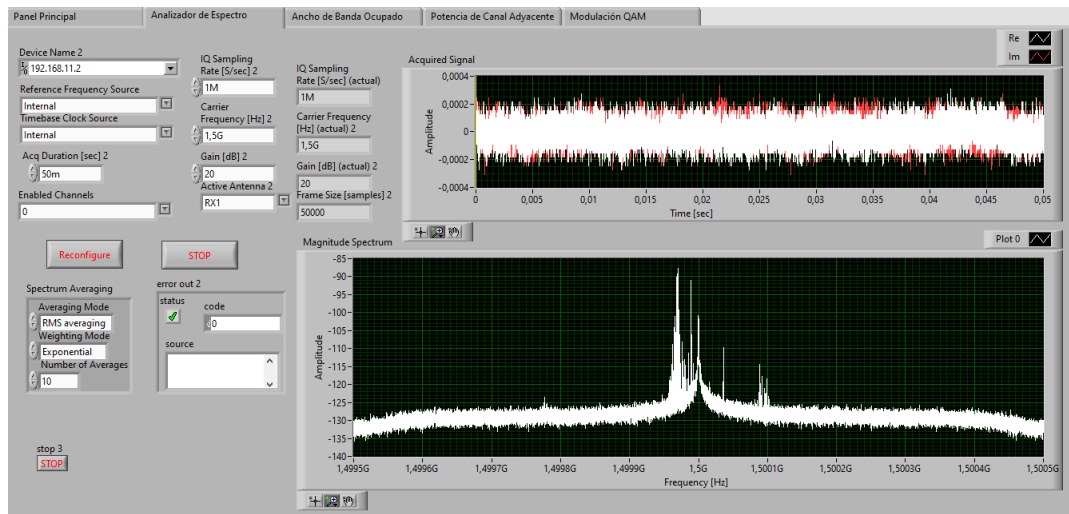 Panel Principal
Analizador de Espectro
Ancho de Banda Ocupado
Potencia de Canal Adyacente
Modulación QAM
Device Name 2
192.168.11.2
Reference Frequency Source
Internal
Timebase Clock Source
Internal
Acq Duration [sec] 2
50m
Enabled Channels
0
IQ Sampling
Rate [S/sec] 2
1M
Carrier
Frequency [Hz] 2
1,5G
Gain [dB] 2
20
Active Antenna 2
RX1
IQ Sampling
Rate [S/sec] (actual)
1M
Carrier Frequency
[Hz] (actual) 2
1,5G
Gain [dB] (actual) 2
20
Frame Size [samples] 2
50000
Reconfigure
STOP
Spectrum Averaging
Averaging Mode
RMS averaging
Weighting Mode
Exponential
Number of Averages
10
error out 2
status
code
d 0
source
stop 3
STOP
Acquired Signal
Re
Im
Amplitude
0,0004
0,0002
0
-0,0002
-0,0004
0 0,005 0,01 0,015 0,02 0,025 0,03 0,035 0,04 0,045 0,05
Time [sec]
Magnitude Spectrum
Plot 0
Amplitude
-85
-90
-95
-100
-105
-110
-115
-120
-125
-130
-135
-140
1,4995G 1,4996G 1,4997G 1,4998G 1,4999G 1,5G 1,5001G 1,5002G 1,5003G 1,5004G 1,5005G
Frequency [Hz]